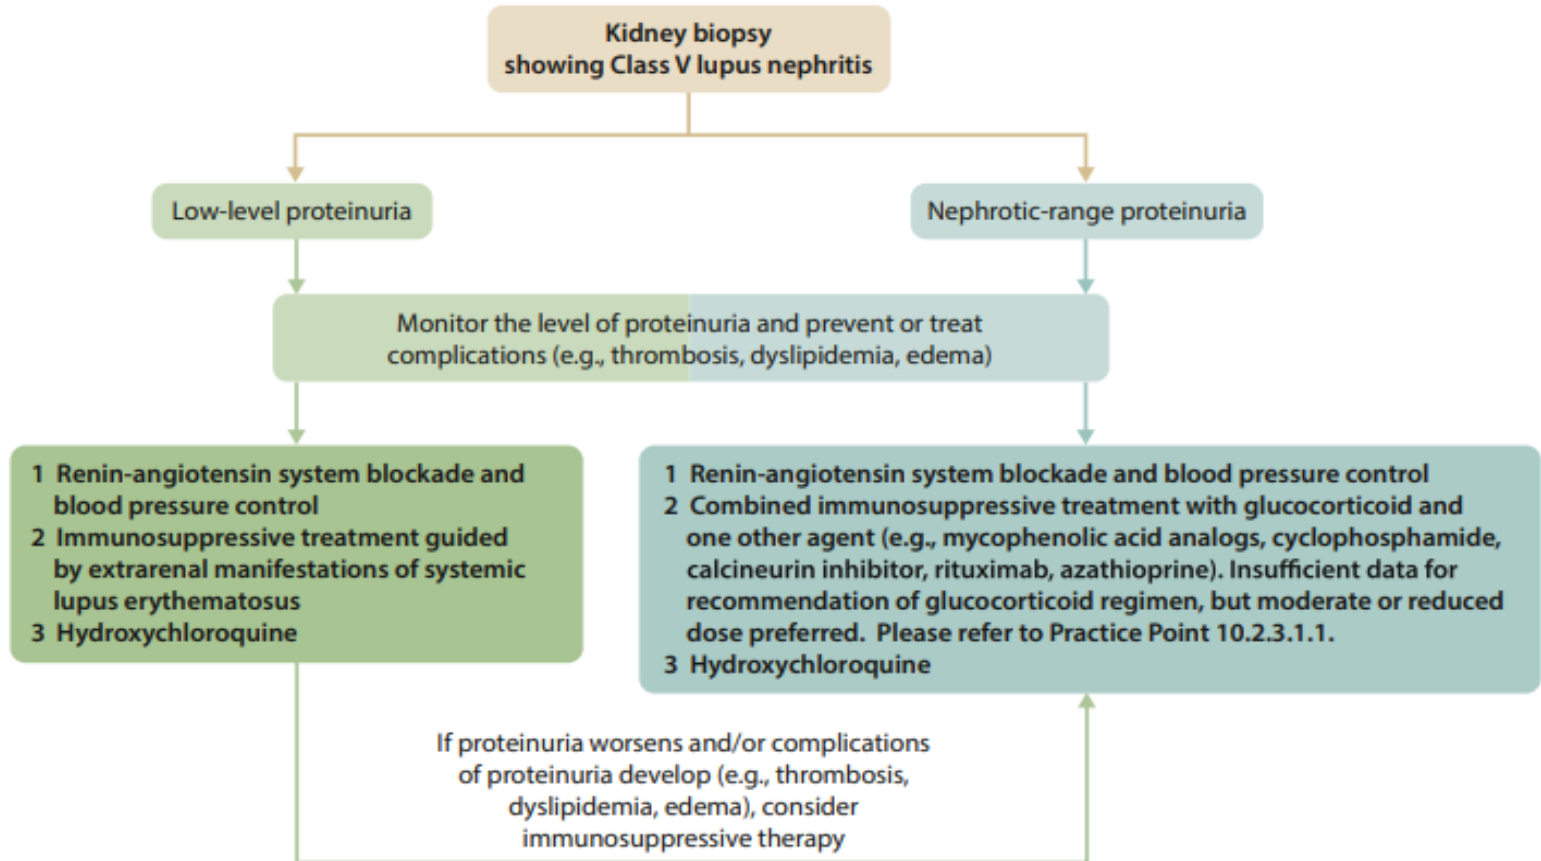 Kidney biopsy
showing Class V lupus nephritis
Low-level proteinuria
Nephrotic-range proteinuria
Monitor the level of proteinuria and prevent or treat
complications (e.g., thrombosis, dyslipidemia, edema)
1 Renin-angiotensin system blockade and
blood pressure control
2 Immunosuppressive treatment guided
by extrarenal manifestations of systemic
lupus erythematosus
3 Hydroxychloroquine
1 Renin-angiotensin system blockade and blood pressure control
2 Combined immunosuppressive treatment with glucocorticoid and
one other agent (e.g., mycophenolic acid analogs, cyclophosphamide,
calcineurin inhibitor, rituximab, azathioprine). Insufficient data for
recommendation of glucocorticoid regimen, but moderate or reduced
dose preferred. Please refer to Practice Point 10.2.3.1.1.
3 Hydroxychloroquine
If proteinuria worsens and/or complications
of proteinuria develop (e.g., thrombosis,
dyslipidemia, edema), consider
immunosuppressive therapy